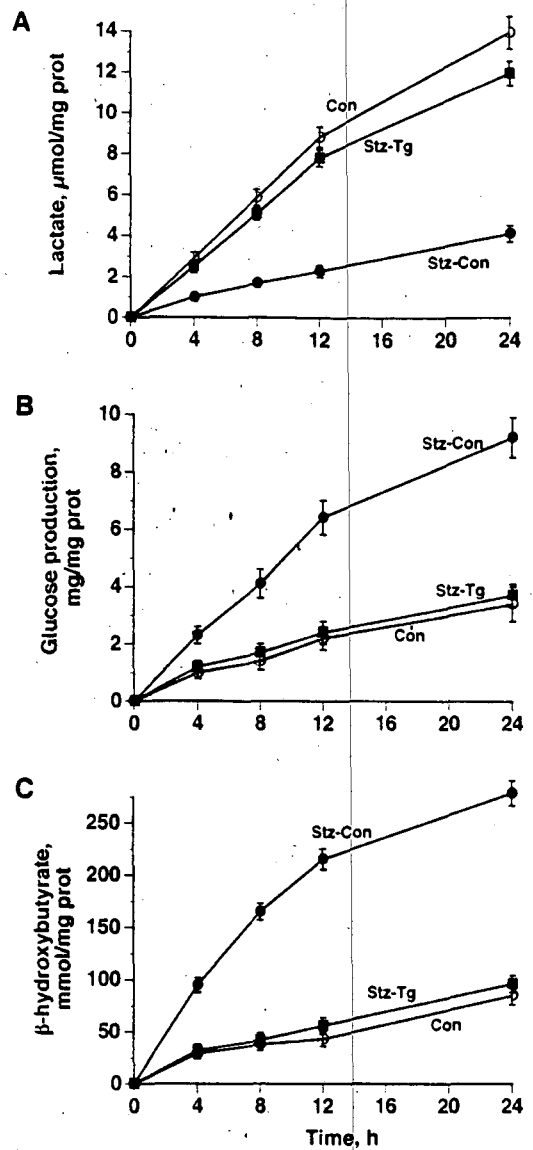 A
Lactate, µmol/mg prot
14
12
10
8
6
4
2
0
Con
Stz-Tg
Stz-Con
0 4 8 12 16 20 24
B
Glucose production,
mg/mg prot
10
8
6
4
2
0
Stz-Con
Stz-Tg
Con
0 4 8 12 16 20 24
C
β-hydroxybutyrate,
mmol/mg prot
250
200
150
100
50
0
Stz-Con
Stz-Tg
Con
0 4 8 12 16 20 24
Time, h